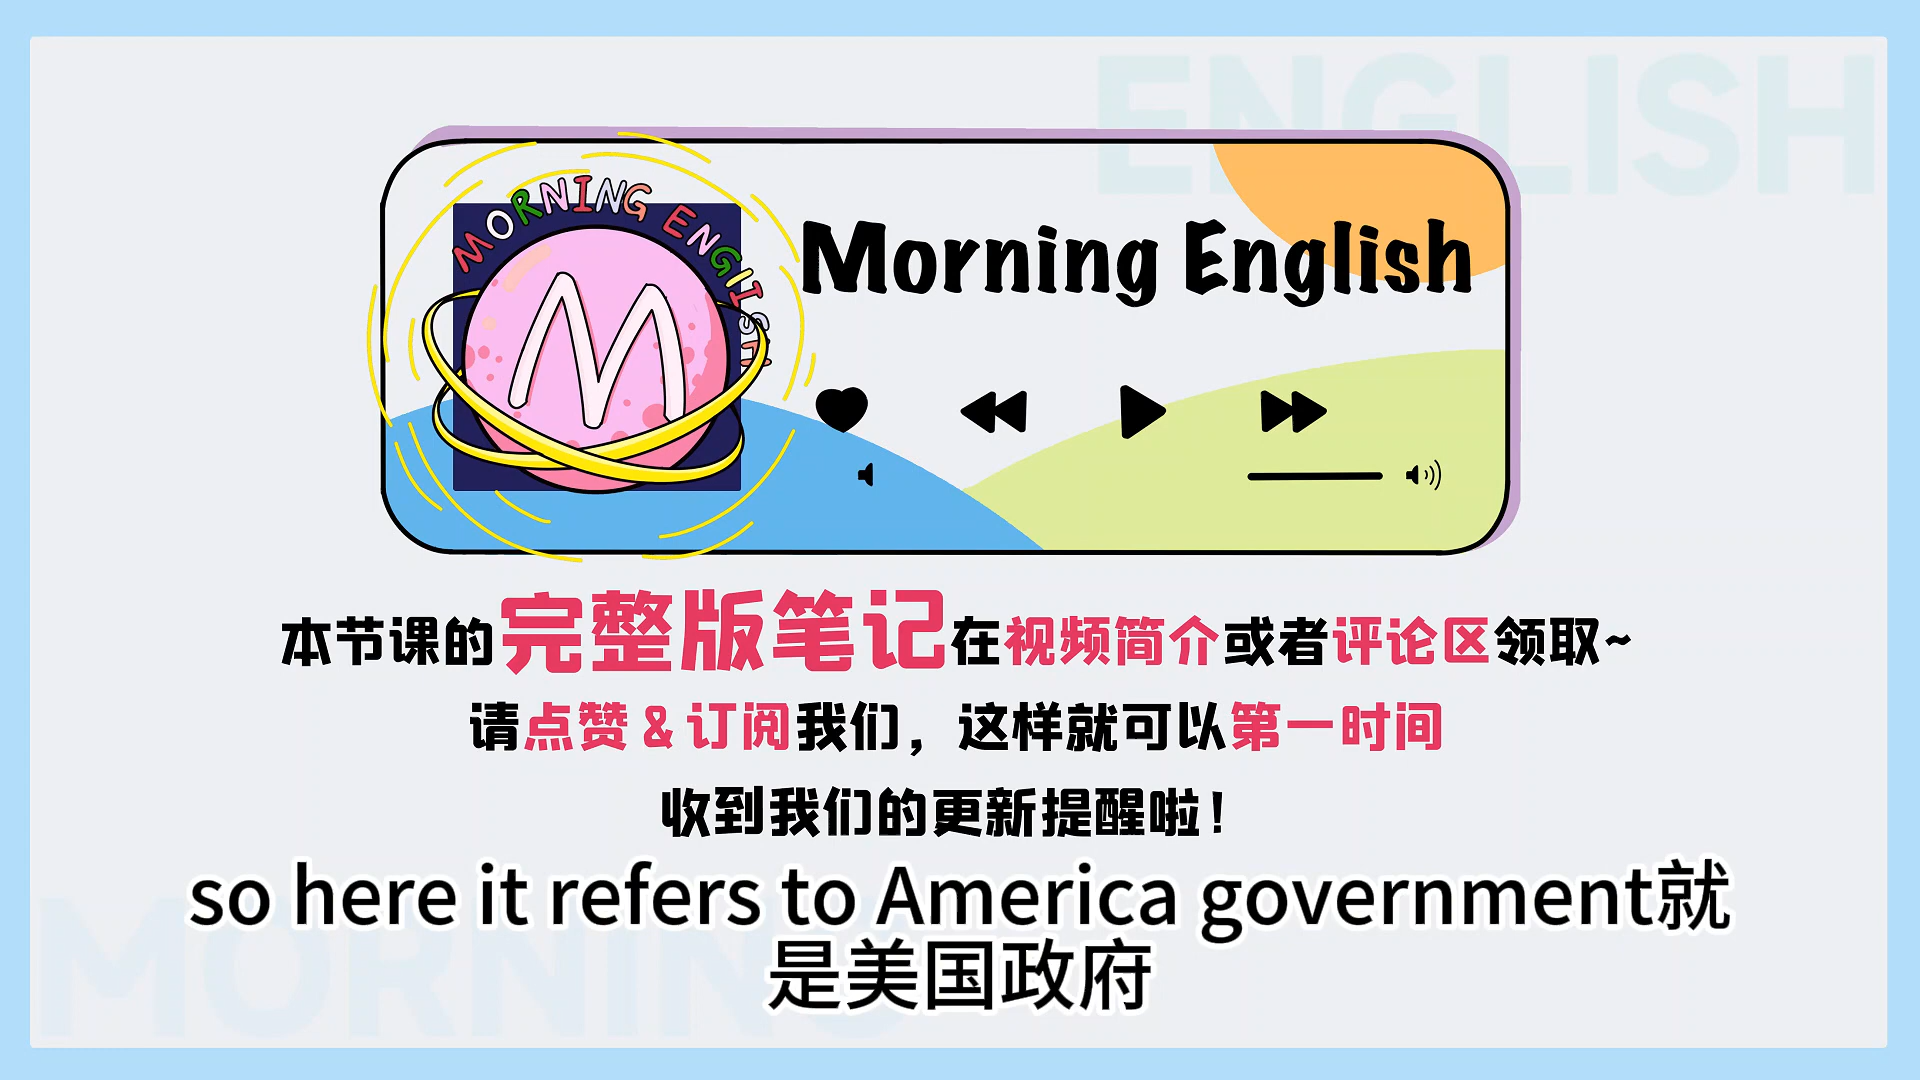 ENGLISH
MORNING ENGLISH
M
Morning English
本节课的完整版笔记在视频简介或者评论区领取~
请点赞&订阅我们，这样就可以第一时间
收到我们的更新提醒啦！
so here it refers to America government就
是美国政府
MORNING